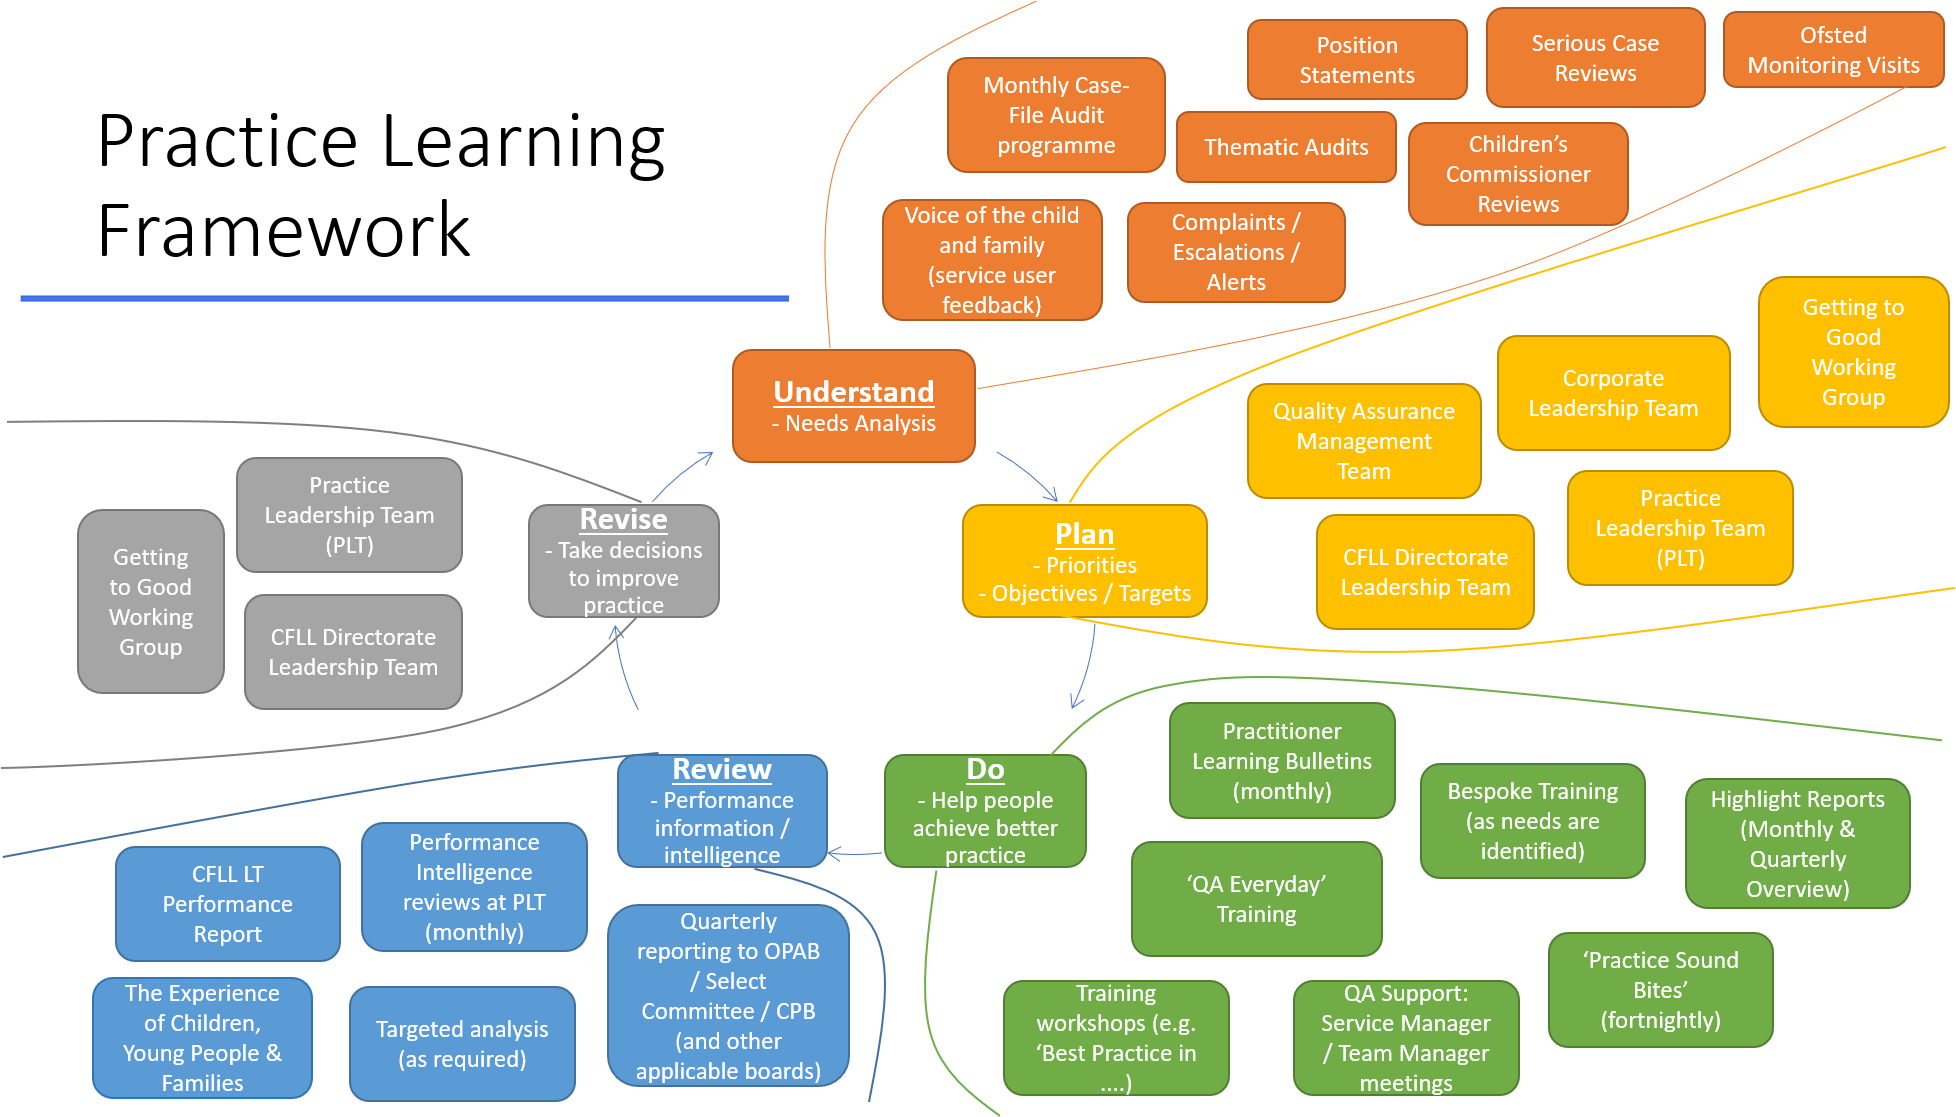 Practice Learning
Framework
Monthly Case-
File Audit
programme
Position
Statements
Serious Case
Reviews
Ofsted
Monitoring Visits
Thematic Audits
Children’s
Commissioner
Reviews
Voice of the child
and family
(service user
feedback)
Complaints /
Escalations /
Alerts
Understand
- Needs Analysis
Plan
- Priorities
- Objectives / Targets
Quality Assurance
Management
Team
Corporate
Leadership Team
Getting to
Good
Working
Group
CFLL Directorate
Leadership Team
Practice
Leadership Team
(PLT)
Do
- Help people
achieve better
practice
Practitioner
Learning Bulletins
(monthly)
Bespoke Training
(as needs are
identified)
Highlight Reports
(Monthly &
Quarterly
Overview)
‘QA Everyday’
Training
‘Practice Sound
Bites’
(fortnightly)
Training
workshops (e.g.
‘Best Practice in
....)
QA Support:
Service Manager
/ Team Manager
meetings
Review
- Performance
information /
intelligence
CFLL LT
Performance
Report
Performance
Intelligence
reviews at PLT
(monthly)
Quarterly
reporting to OPAB
/ Select
Committee / CPB
(and other
applicable boards)
The Experience
of Children,
Young People &
Families
Targeted analysis
(as required)
Revise
- Take decisions
to improve
practice
Practice
Leadership Team
(PLT)
Getting
to Good
Working
Group
CFLL Directorate
Leadership Team